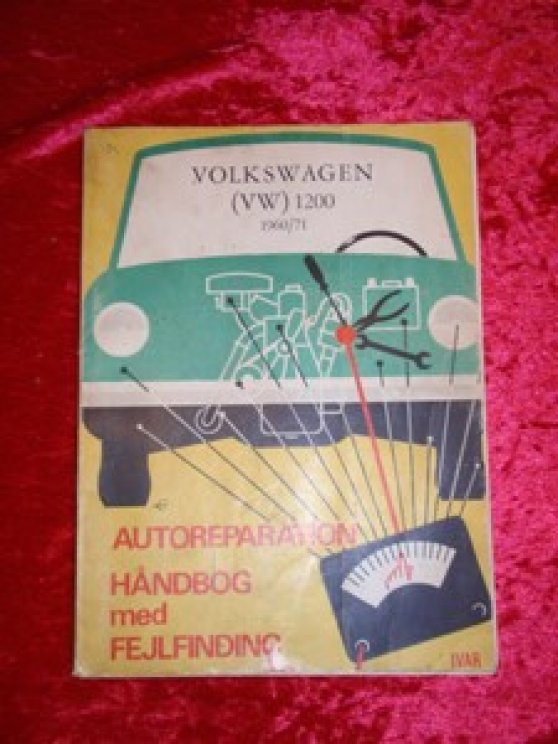 VOLKSWAGEN
(VW) 1200
1960/71
AUTOREPARATION
HÅNDBOG
med
FEJLFINDING
IVAR